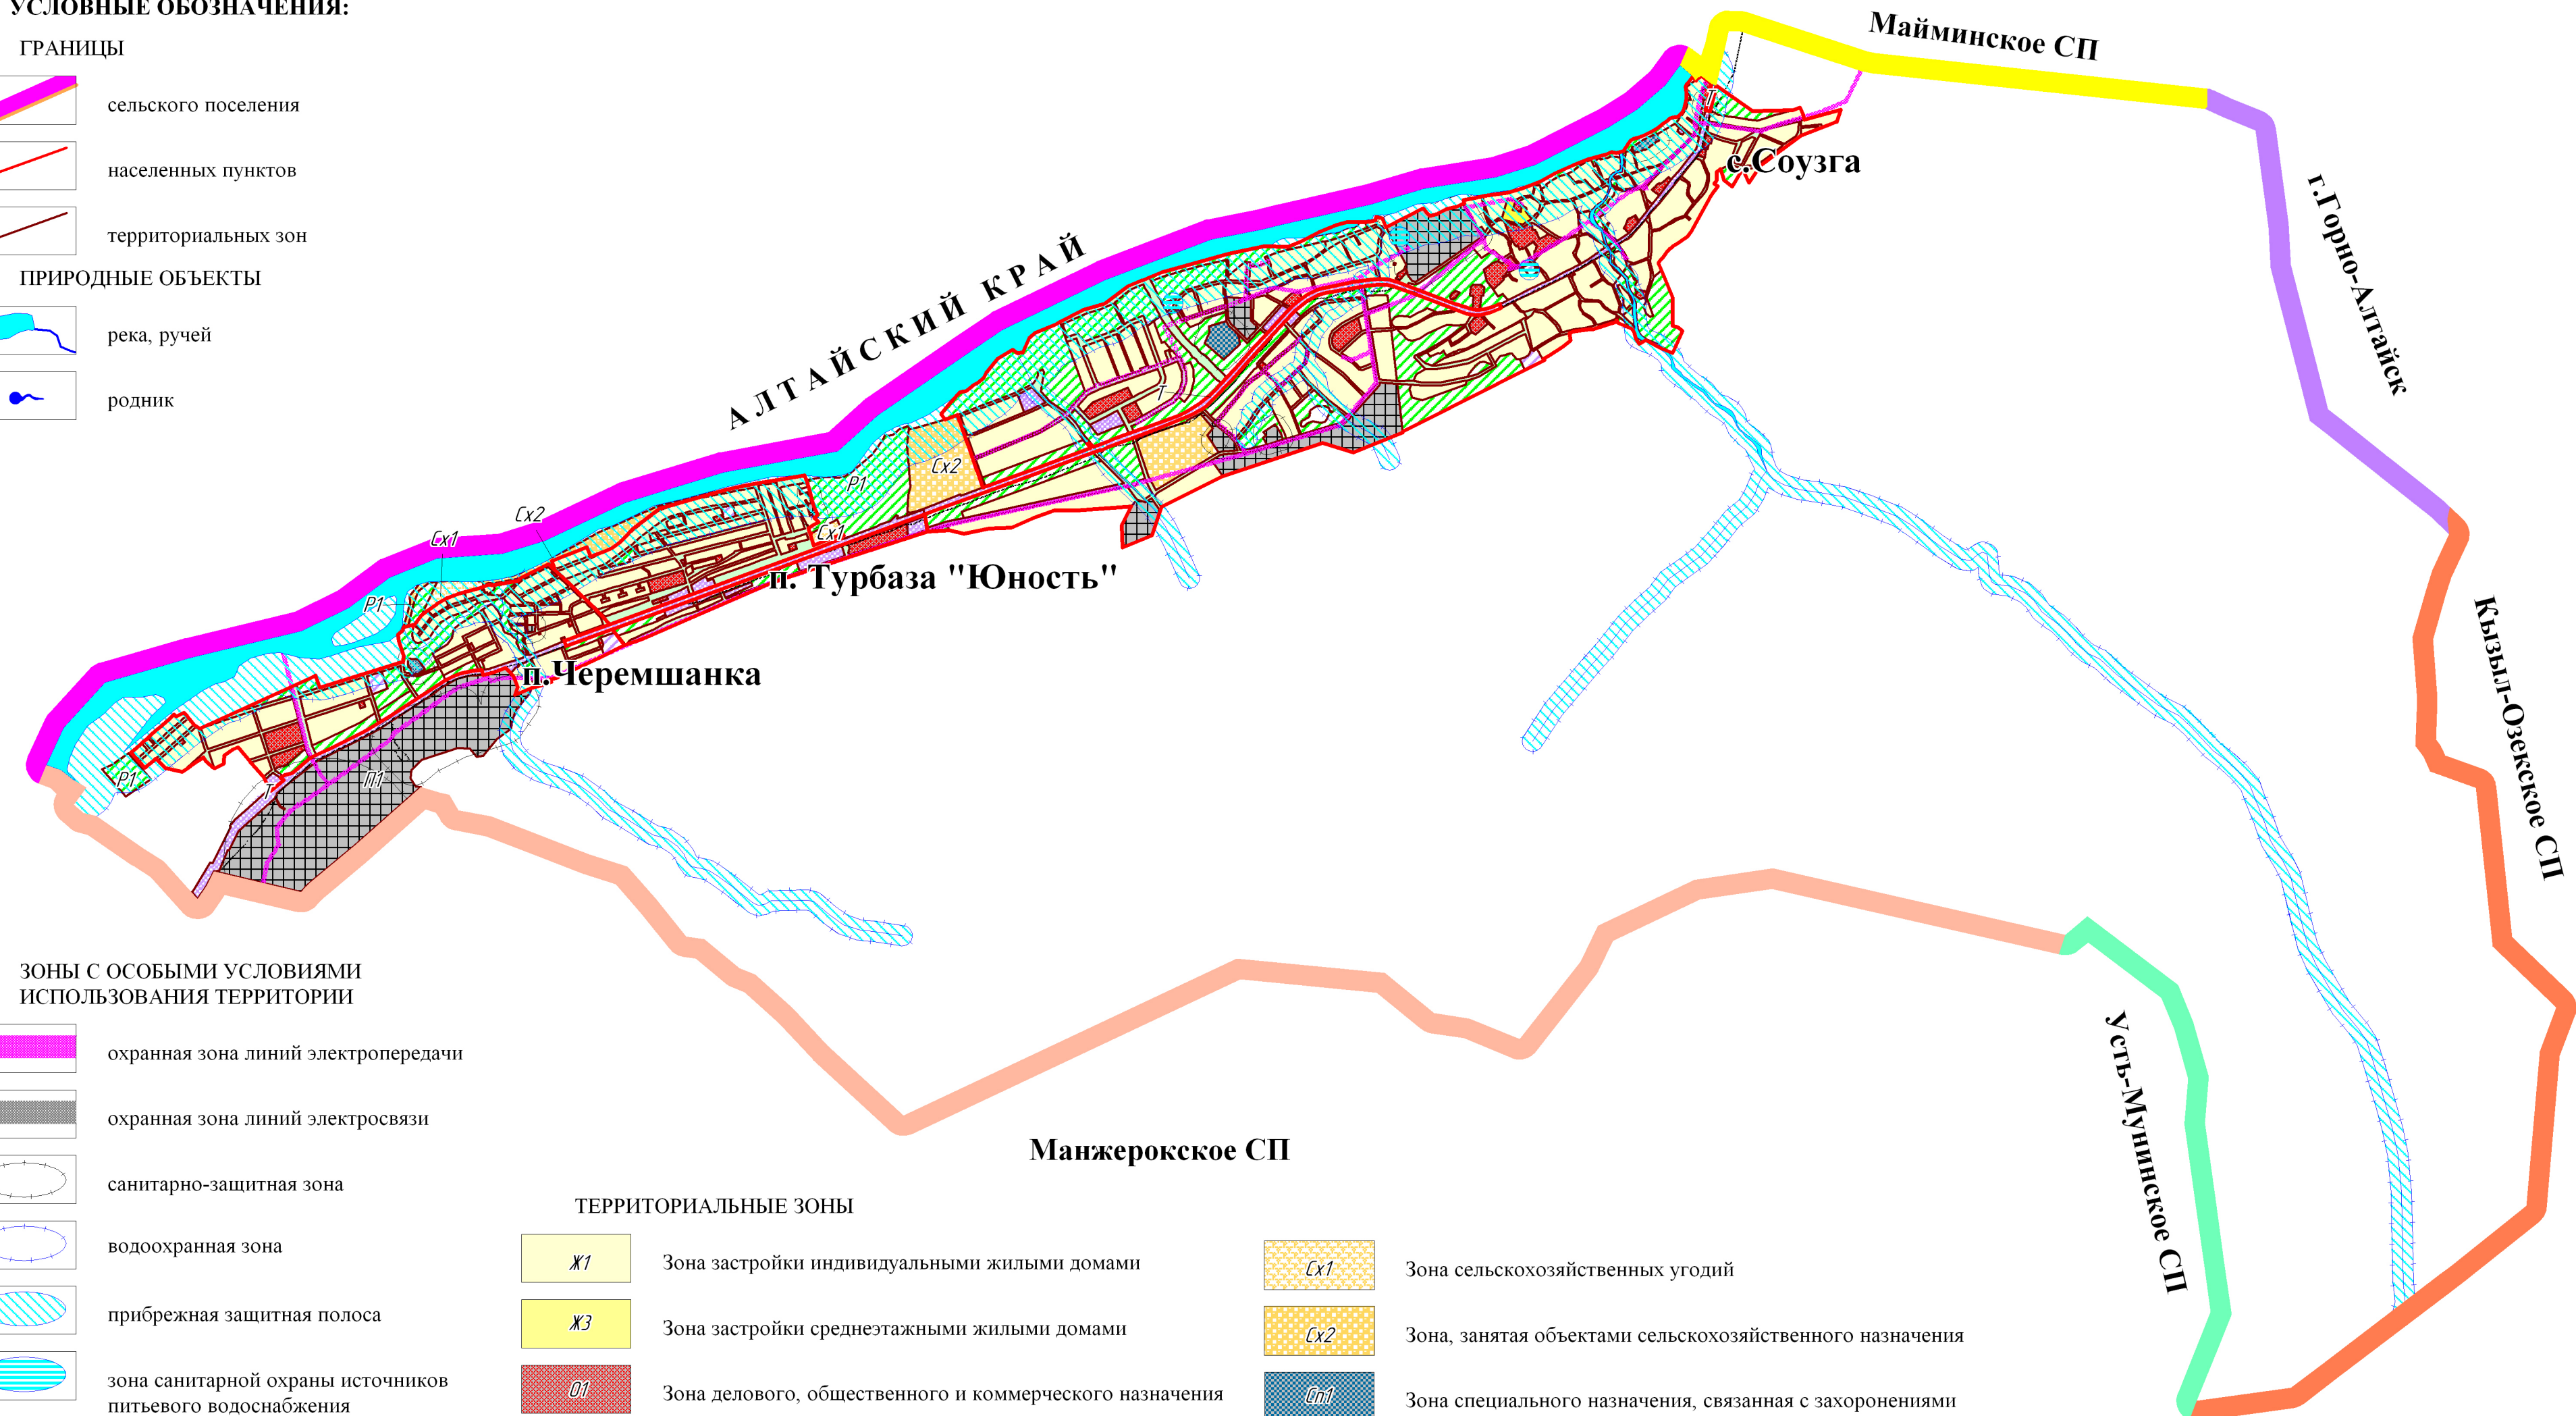 УСЛОВНЫЕ ОБОЗНАЧЕНИЯ:
ГРАНИЦЫ
сельского поселения
населенных пунктов
территориальных зон
ПРИРОДНЫЕ ОБЪЕКТЫ
река, ручей
родник
Майминское СП
г.Горно-Алтайск
Кызыл-Озекское СП
Усть-Мунинское СП
Манжерокское СП
АЛТАЙСКИЙ КРАЙ
с.Соузга
п. Турбаза "Юность"
п.Черемшанка
Т
Т
Сх2
Р1
Сх1
Сх2
Сх1
Р1
Р1
Т
П1
ЗОНЫ С ОСОБЫМИ УСЛОВИЯМИ
ИСПОЛЬЗОВАНИЯ ТЕРРИТОРИИ
охранная зона линий электропередачи
охранная зона линий электросвязи
санитарно-защитная зона
водоохранная зона
прибрежная защитная полоса
зона санитарной охраны источников
питьевого водоснабжения
ТЕРРИТОРИАЛЬНЫЕ ЗОНЫ
Ж1 Зона застройки индивидуальными жилыми домами
Ж3 Зона застройки среднеэтажными жилыми домами
О1 Зона делового, общественного и коммерческого назначения
Сх1 Зона сельскохозяйственных угодий
Сх2 Зона, занятая объектами сельскохозяйственного назначения
Сп1 Зона специального назначения, связанная с захоронениями